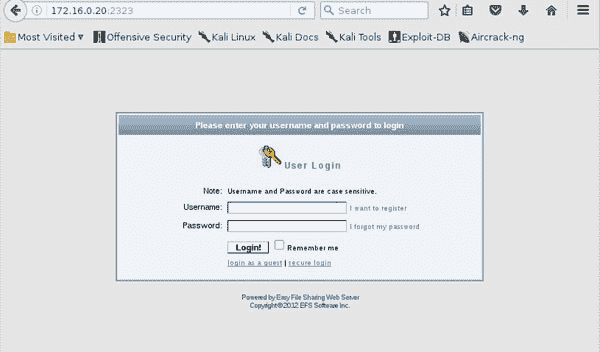 172.16.0.20:2323
Search
Most Visited Offensive Security Kali Linux Kali Docs Kali Tools Exploit-DB Aircrack-ng
Please enter your username and password to login
User Login
Note: Username and Password are case sensitive.
Username: I want to register
Password: I forgot my password
Login! Remember me
login as a guest | secure login
Powered by Easy File Sharing Web Server
Copyright©2012 EFS Software Inc.